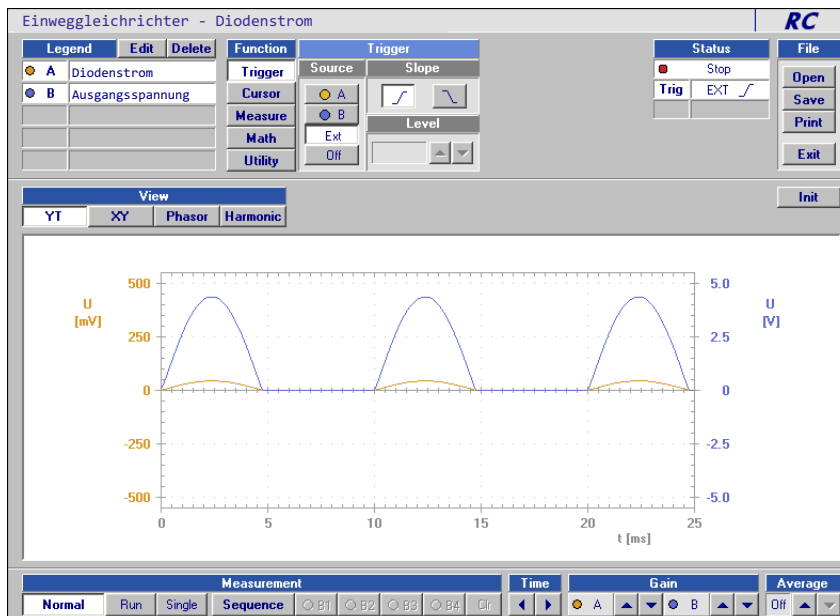 Einweggleichrichter - Diodenstrom
RC
Legend Edit Delete
A Diodenstrom
B Ausgangsspannung
Function
Trigger
Cursor
Measure
Math
Utility
Trigger
Source Slope
A
B
Ext
Off
Level
Status
Stop
Trig EXT
File
Open
Save
Print
Exit
Init
View
YT XY Phasor Harmonic
U
[mV]
500
250
0
-250
-500
5.0
2.5
0
-2.5
-5.0
U
[V]
0 5 10 15 20 25
t [ms]
Measurement
Normal Run Single Sequence B1 B2 B3 B4 Clr
Time
Gain
A B
Average
Off